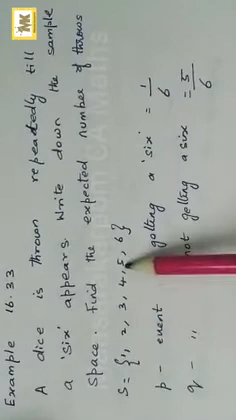 MK
Example 16.33
A dice is thrown repeatedly till
a 'six' appears. Write down the sample
space. Find the expected number of throws
S = {1, 2, 3, 4, 5, 6}
p - event getting a 'six' = 1/6
q - " not getting a six = 5/6